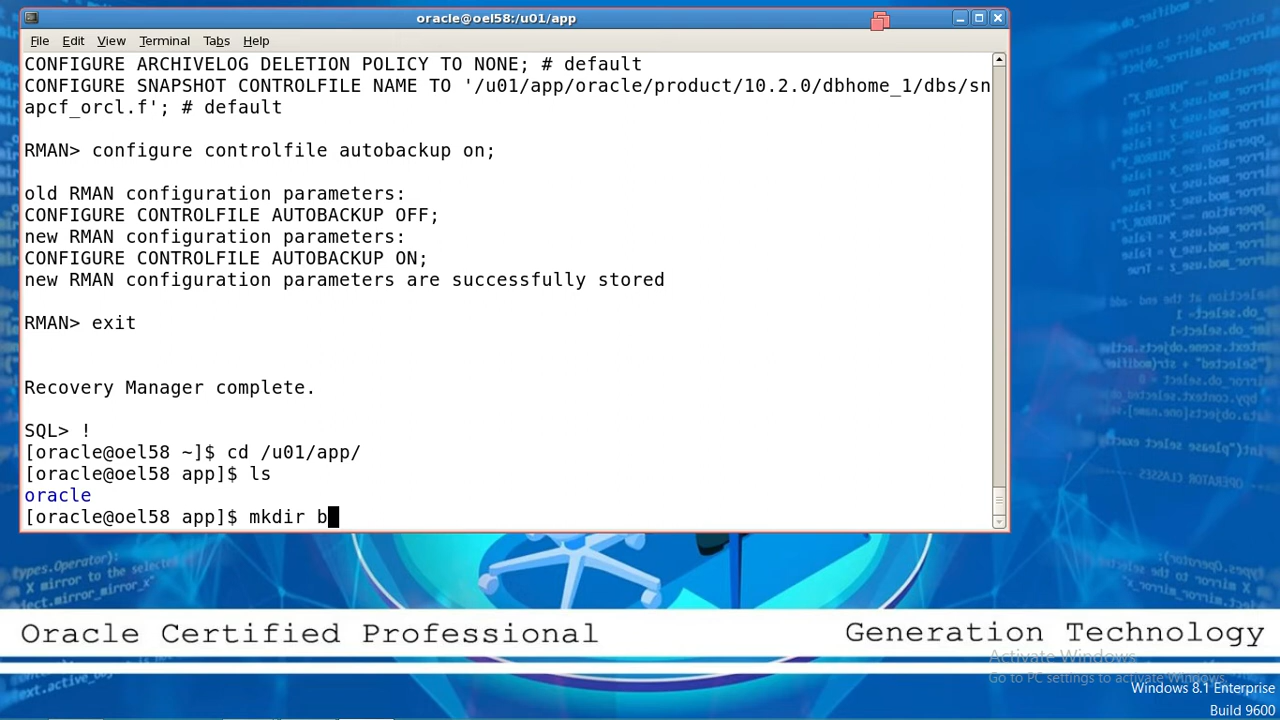 oracle@oel58:/u01/app
File Edit View Terminal Tabs Help
CONFIGURE ARCHIVELOG DELETION POLICY TO NONE; # default
CONFIGURE SNAPSHOT CONTROLFILE NAME TO '/u01/app/oracle/product/10.2.0/dbhome_1/dbs/sn
apcf_orcl.f'; # default
RMAN> configure controlfile autobackup on;
old RMAN configuration parameters:
CONFIGURE CONTROLFILE AUTOBACKUP OFF;
new RMAN configuration parameters:
CONFIGURE CONTROLFILE AUTOBACKUP ON;
new RMAN configuration parameters are successfully stored
RMAN> exit
Recovery Manager complete.
SQL> !
[oracle@oel58 ~]$ cd /u01/app/
[oracle@oel58 app]$ ls
oracle
[oracle@oel58 app]$ mkdir b
Oracle Certified Professional
Generation Technology
Activate Windows
Go to PC settings to activate Windows.
Windows 8.1 Enterprise
Build 9600